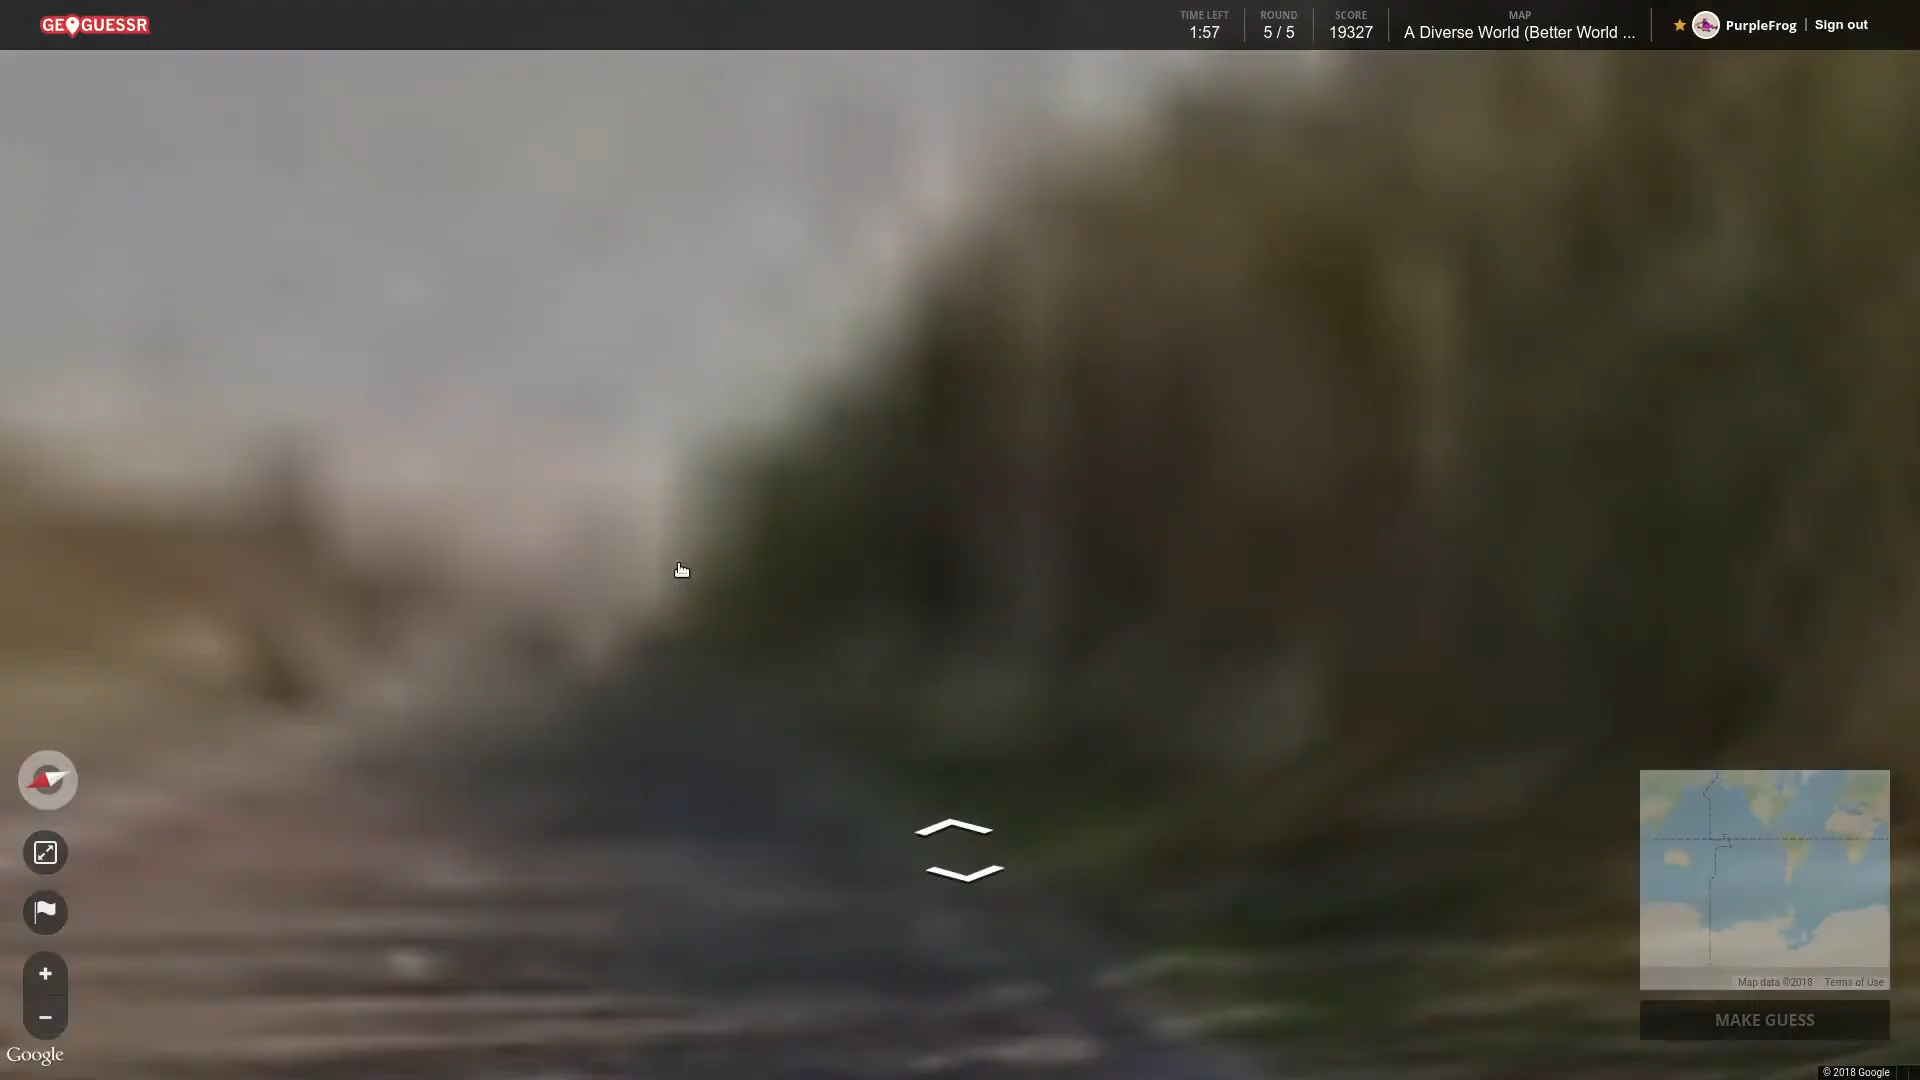 GEOGUESSR
TIME LEFT
1:57
ROUND
5 / 5
SCORE
19327
MAP
A Diverse World (Better World ...
PurpleFrog
Sign out
Map data ©2018
Terms of Use
MAKE GUESS
Google
© 2018 Google